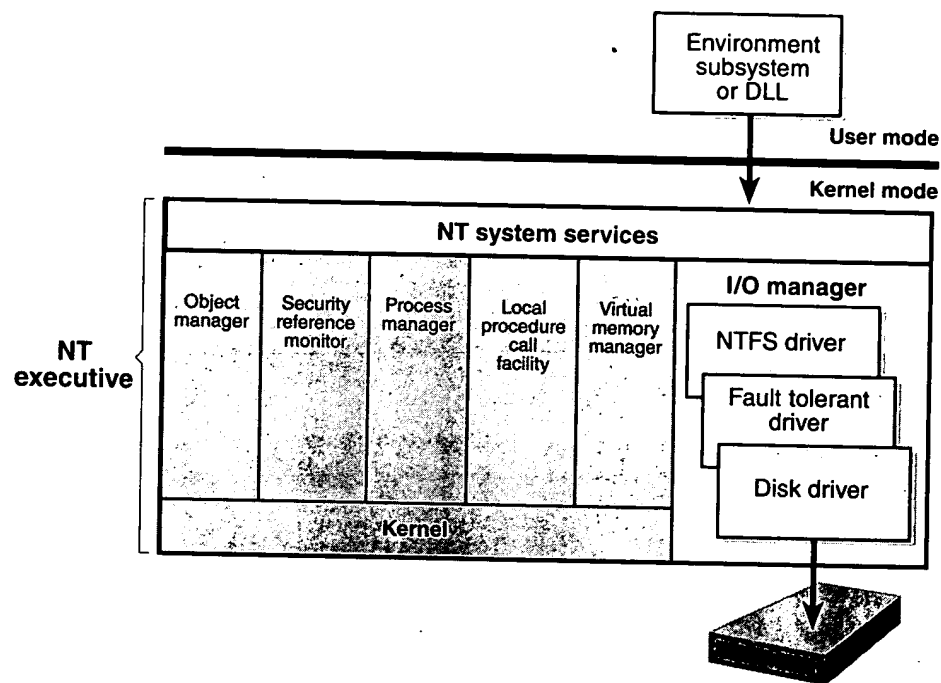 Environment
subsystem
or DLL
User mode
Kernel mode
NT system services
NT
executive
Object
manager
Security
reference
monitor
Process
manager
Local
procedure
call
facility
Virtual
memory
manager
I/O manager
NTFS driver
Fault tolerant
driver
Disk driver
Kernel